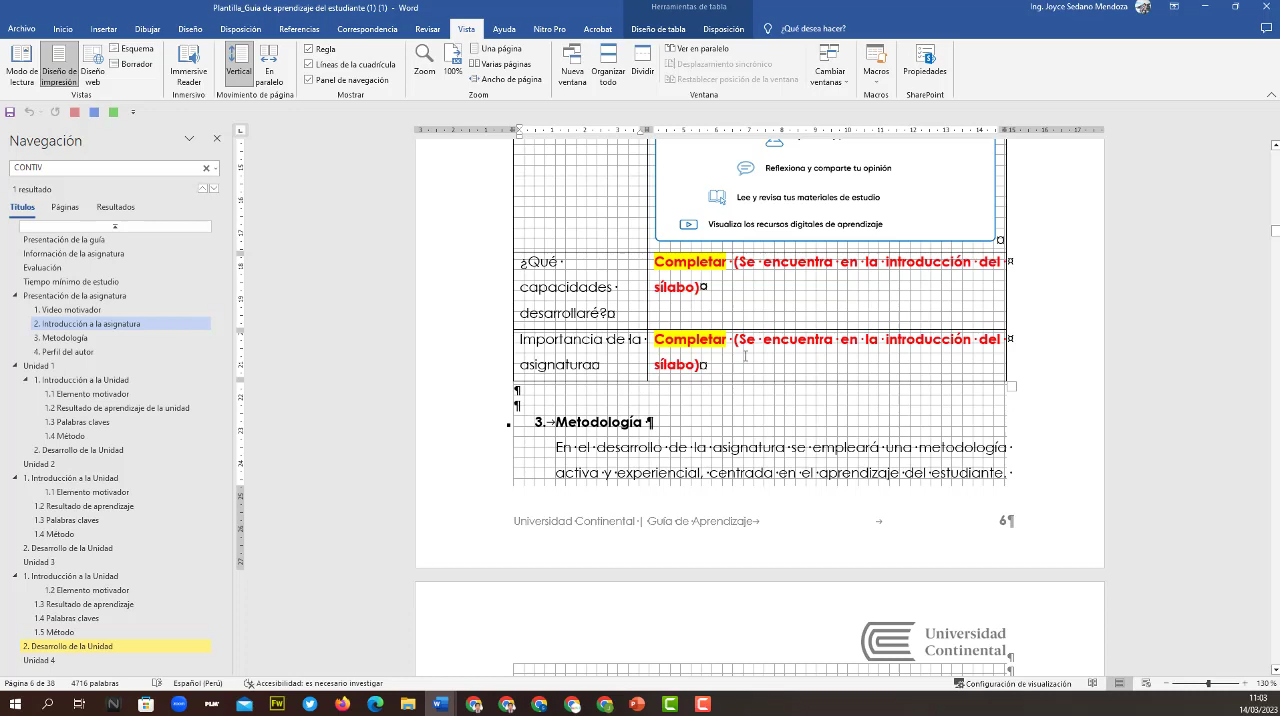 Plantilla_Guía de aprendizaje del estudiante (1) (1) - Word
Herramientas de tabla
Ing. Joyce Sedano Mendoza
Archivo Inicio Insertar Dibujar Diseño Disposición Referencias Correspondencia Revisar Vista Nitro Pro Acrobat Diseño de tabla Disposición ¿Qué desea hacer?
Modo de lectura
Diseño de impresión
Diseño web
Esquema
Borrador
Vistas
Immersive Reader
Inmersivo
Vertical
En paralelo
Movimiento de página
Regla
Líneas de la cuadrícula
Panel de navegación
Mostrar
Zoom
100%
Una página
Varias páginas
Ancho de página
Zoom
Nueva ventana
Organizar todo
Dividir
Ver en paralelo
Desplazamiento sincrónico
Restablecer posición de la ventana
Ventana
Cambiar ventanas
Macros
Macros
Propiedades
SharePoint
Navegación
CONTIV
1 resultado
Títulos Páginas Resultados
Presentación de la guía
Información de la asignatura
Evaluación
Tiempo mínimo de estudio
Presentación de la asignatura
1. Video motivador
2. Introducción a la asignatura
3. Metodología
4. Perfil del autor
Unidad 1
1. Introducción a la Unidad
1.1 Elemento motivador
1.2 Resultado de aprendizaje de la unidad
1.3 Palabras claves
1.4 Método
2. Desarrollo de la Unidad
Unidad 2
1. Introducción a la Unidad
1.1 Elemento motivador
1.2 Resultado de aprendizaje
1.3 Palabras claves
1.4 Método
2. Desarrollo de la Unidad
Unidad 3
1. Introducción a la Unidad
1.2 Elemento motivador
1.3 Resultado de aprendizaje
1.4 Palabras claves
1.5 Método
2. Desarrollo de la Unidad
Unidad 4
Reflexiona y comparte tu opinión
Lee y revisa tus materiales de estudio
Visualiza los recursos digitales de aprendizaje
¿Qué
capacidades
desarrollaré?¤
Completar (Se encuentra en la introducción del
sílabo)¤
Importancia de la
asignatura¤
Completar (Se encuentra en la introducción del
sílabo)¤
3. Metodología ¶
En el desarrollo de la asignatura se empleará una metodología
activa y experiencial, centrada en el aprendizaje del estudiante.
Universidad Continental | Guía de Aprendizaje 6¶
Universidad
Continental
Página 6 de 38 4716 palabras Español (Perú) Accesibilidad: es necesario investigar Configuración de visualización 130 %
11:03
14/03/2023